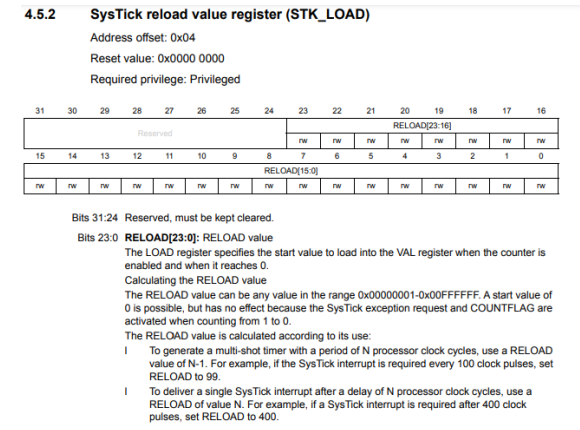 4.5.2 SysTick reload value register (STK_LOAD)
Address offset: 0x04
Reset value: 0x0000 0000
Required privilege: Privileged
31 30 29 28 27 26 25 24 23 22 21 20 19 18 17 16
Reserved
RELOAD[23:16]
rw rw rw rw rw rw rw rw
15 14 13 12 11 10 9 8 7 6 5 4 3 2 1 0
RELOAD[15:0]
rw rw rw rw rw rw rw rw rw rw rw rw rw rw rw rw
Bits 31:24 Reserved, must be kept cleared.
Bits 23:0 RELOAD[23:0]: RELOAD value
The LOAD register specifies the start value to load into the VAL register when the counter is
enabled and when it reaches 0.
Calculating the RELOAD value
The RELOAD value can be any value in the range 0x00000001-0x00FFFFFF. A start value of
0 is possible, but has no effect because the SysTick exception request and COUNTFLAG are
activated when counting from 1 to 0.
The RELOAD value is calculated according to its use:
l To generate a multi-shot timer with a period of N processor clock cycles, use a RELOAD
value of N-1. For example, if the SysTick interrupt is required every 100 clock pulses, set
RELOAD to 99.
l To deliver a single SysTick interrupt after a delay of N processor clock cycles, use a
RELOAD of value N. For example, if a SysTick interrupt is required after 400 clock
pulses, set RELOAD to 400.